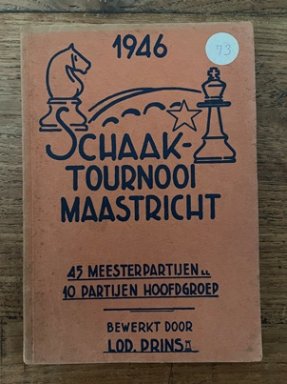 1946
73
SCHAAK-
TOURNOOI
MAASTRICHT
45 MEESTERPARTIJEN
10 PARTIJEN HOOFDGROEP
BEWERKT DOOR
LOD. PRINS